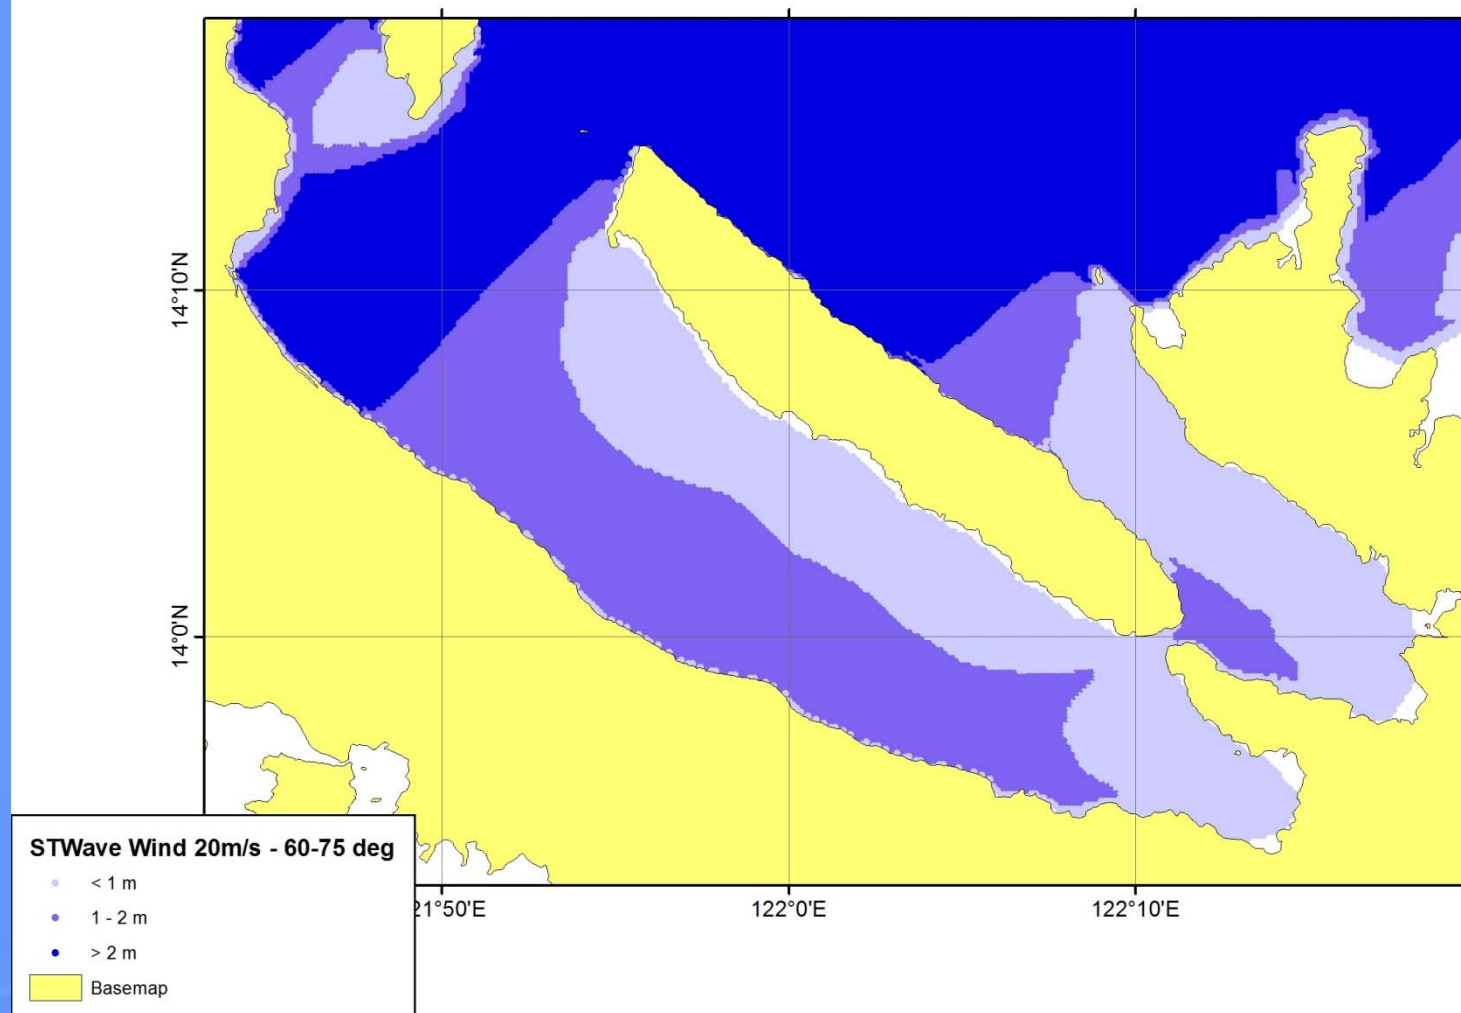 14°10'N
14°0'N
21°50'E
122°0'E
122°10'E
STWave Wind 20m/s - 60-75 deg
< 1 m
1 - 2 m
> 2 m
Basemap